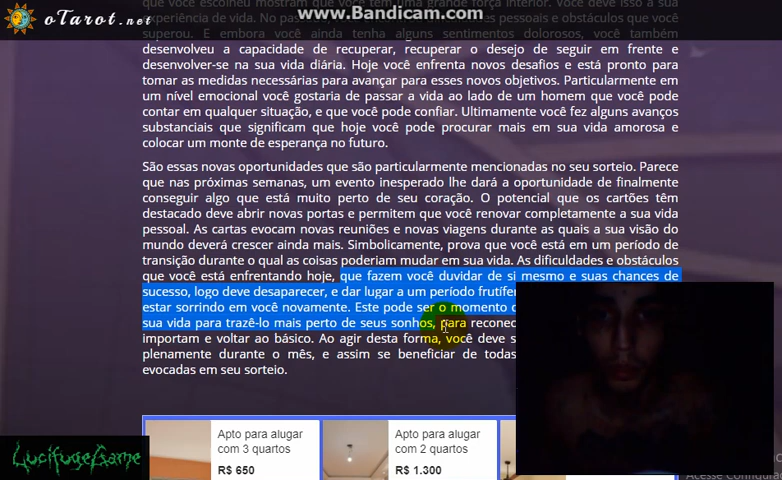 que você escolheu mostram que você tem uma grande força interior. Você deve isso a sua
www.Bandicam.com
oTarot.net
experiência de vida. No pas
es pessoais e obstáculos que você
superou. E embora você ainda tenha alguns sentimentos dolorosos, você também
desenvolveu a capacidade de recuperar, recuperar o desejo de seguir em frente e
desenvolver-se na sua vida diária. Hoje você enfrenta novos desafios e está pronto para
tomar as medidas necessárias para avançar para esses novos objetivos. Particularmente em
um nível emocional você gostaria de passar a vida ao lado de um homem que você pode
contar em qualquer situação, e que você pode confiar. Ultimamente você fez alguns avanços
substanciais que significam que hoje você pode procurar mais em sua vida amorosa e
colocar um monte de esperança no futuro.
São essas novas oportunidades que são particularmente mencionadas no seu sorteio. Parece
que nas próximas semanas, um evento inesperado lhe dará a oportunidade de finalmente
conseguir algo que está muito perto de seu coração. O potencial que os cartões têm
destacado deve abrir novas portas e permitem que você renovar completamente a sua vida
pessoal. As cartas evocam novas reuniões e novas viagens durante as quais a sua visão do
mundo deverá crescer ainda mais. Simbolicamente, prova que você está em um período de
transição durante o qual as coisas poderiam mudar em sua vida. As dificuldades e obstáculos
que você está enfrentando hoje, que fazem você duvidar de si mesmo e suas chances de
sucesso, logo deve desaparecer, e dar lugar a um período frutífe
estar sorrindo em você novamente. Este pode ser o momento
sua vida para trazê-lo mais perto de seus sonhos, para reconec
importam e voltar ao básico. Ao agir desta forma, você deve s
plenamente durante o mês, e assim se beneficiar de todas
evocadas em seu sorteio.
LucifugeGame
Apto para alugar
com 3 quartos
R$ 650
Apto para alugar
com 2 quartos
R$ 1.300